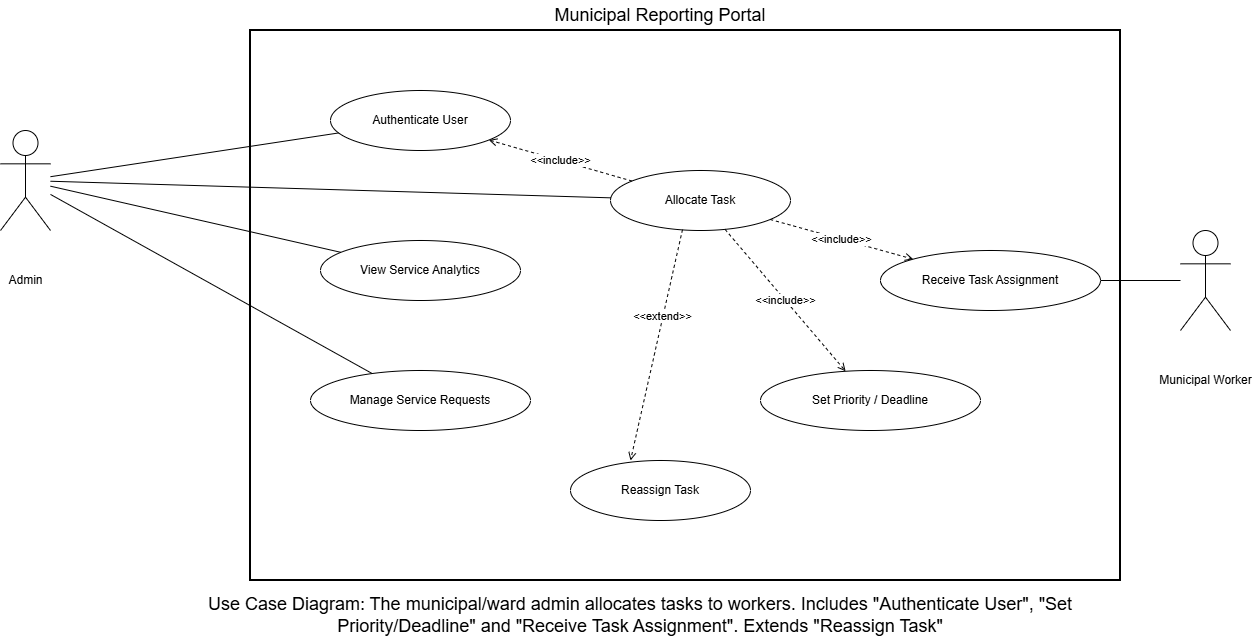 Municipal Reporting Portal
Authenticate User
<<include>>
Allocate Task
<<include>>
View Service Analytics
Receive Task Assignment
Admin
<<include>>
<<extend>>
Municipal Worker
Manage Service Requests
Set Priority / Deadline
Reassign Task
Use Case Diagram: The municipal/ward admin allocates tasks to workers. Includes "Authenticate User", "Set
Priority/Deadline" and "Receive Task Assignment". Extends "Reassign Task"